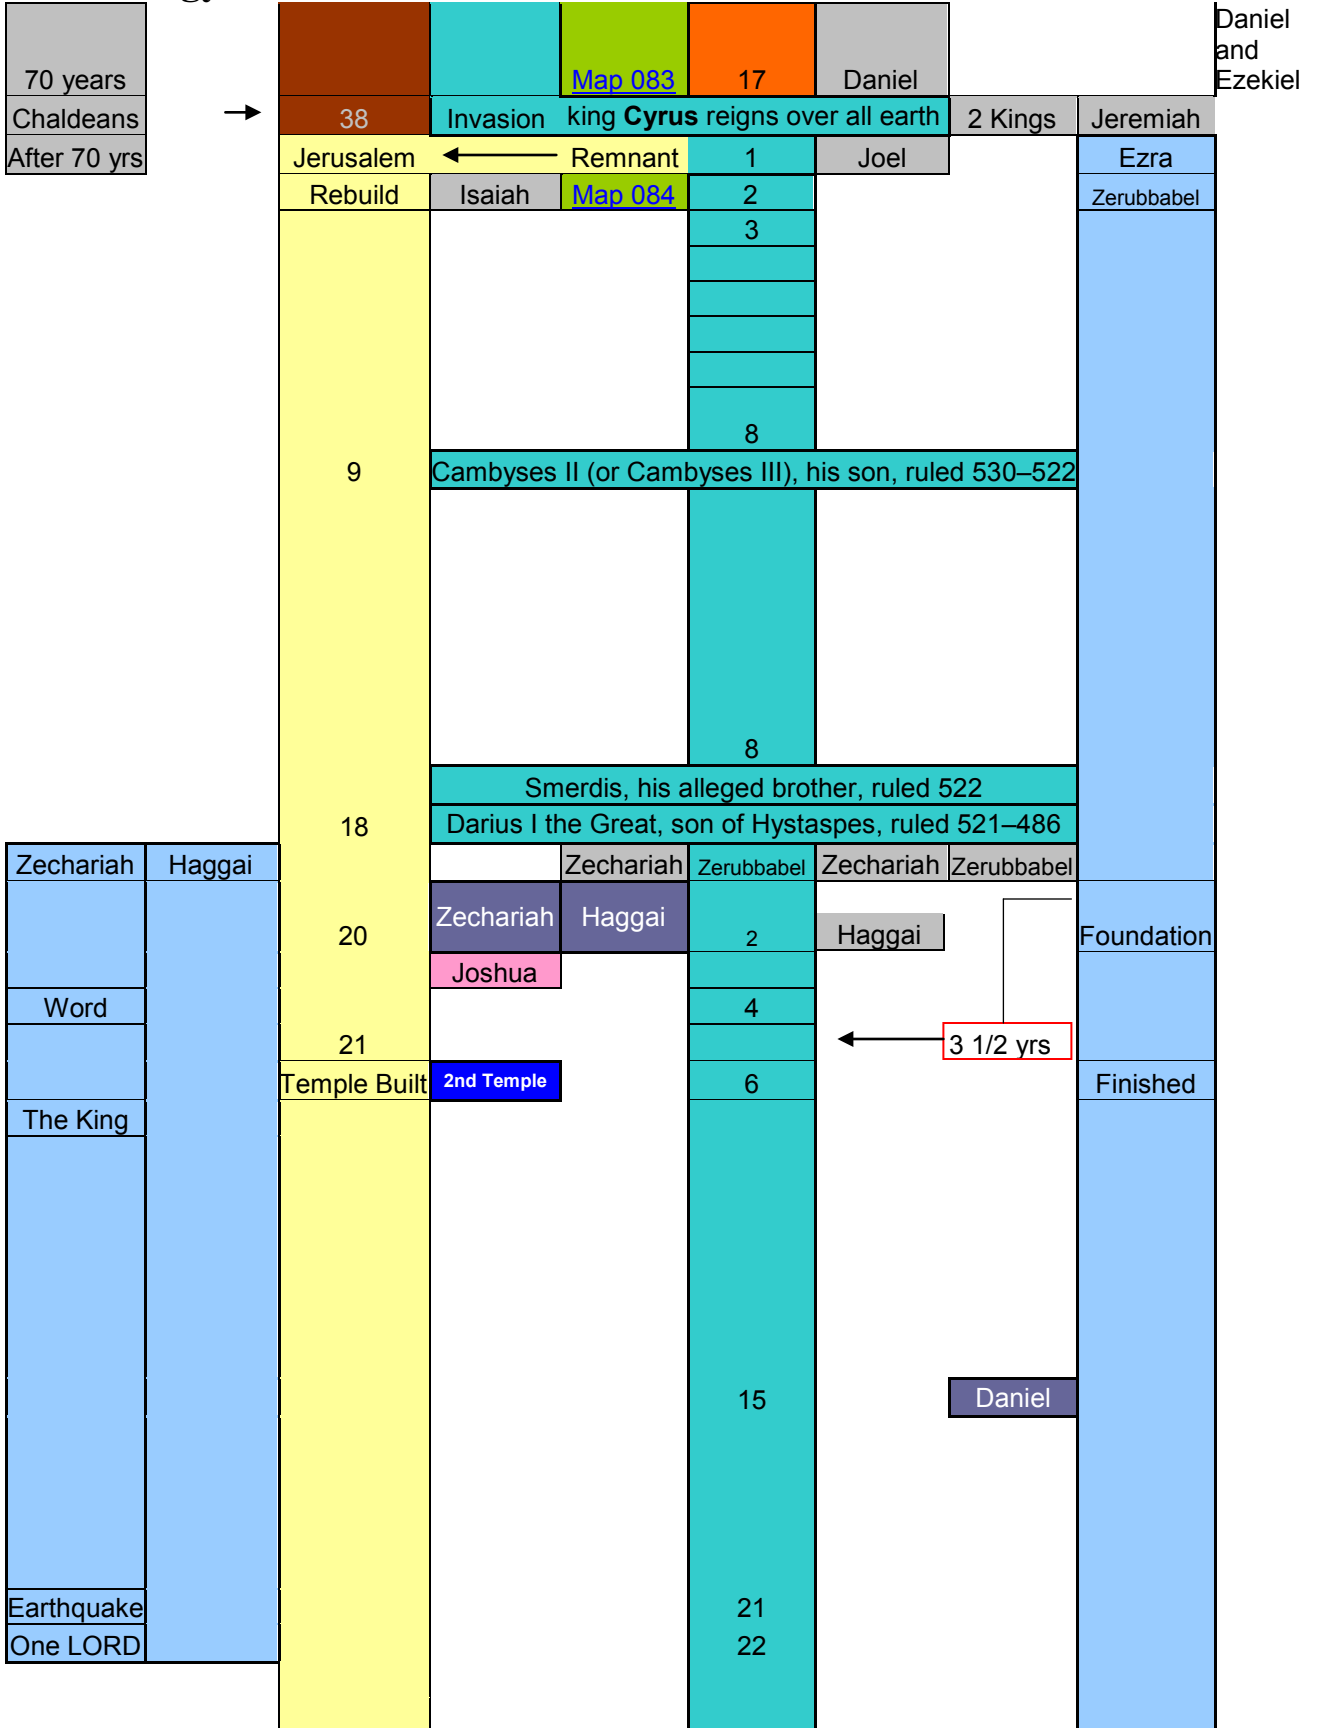 Daniel
and
70 years Map 083 17 Daniel Ezekiel
Chaldeans 38 Invasion king Cyrus reigns over all earth 2 Kings Jeremiah
After 70 yrs Jerusalem Remnant 1 Joel Ezra
Rebuild Isaiah Map 084 2 Zerubbabel
3
8
9 Cambyses II (or Cambyses III), his son, ruled 530–522
8
Smerdis, his alleged brother, ruled 522
18 Darius I the Great, son of Hystaspes, ruled 521–486
Zechariah Haggai Zechariah Zerubbabel Zechariah Zerubbabel
Zechariah Haggai
20 2 Haggai Foundation
Joshua
Word 4
21 3 1/2 yrs
Temple Built 2nd Temple 6 Finished
The King
15 Daniel
Earthquake 21
One LORD 22